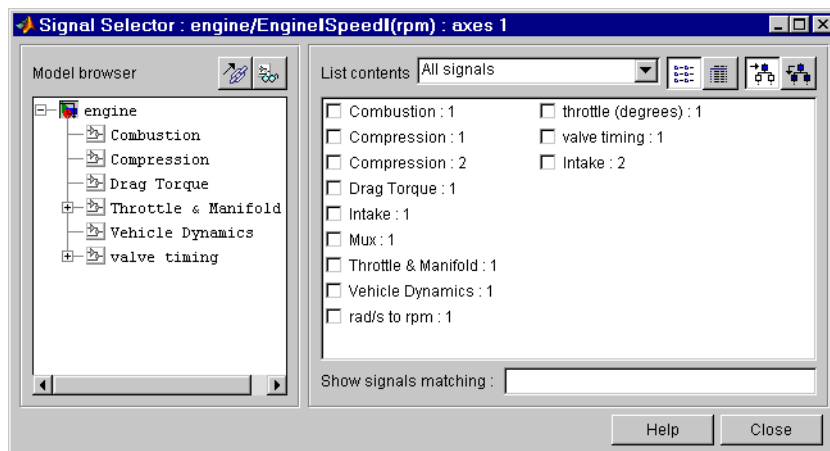 Signal Selector : engine/EngineISpeedI(rpm) : axes 1
Model browser
engine
Combustion
Compression
Drag Torque
Throttle & Manifold
Vehicle Dynamics
valve timing
List contents All signals
Combustion : 1
Compression : 1
Compression : 2
Drag Torque : 1
Intake : 1
Mux : 1
Throttle & Manifold : 1
Vehicle Dynamics : 1
rad/s to rpm : 1
throttle (degrees) : 1
valve timing : 1
Intake : 2
Show signals matching :
Help Close